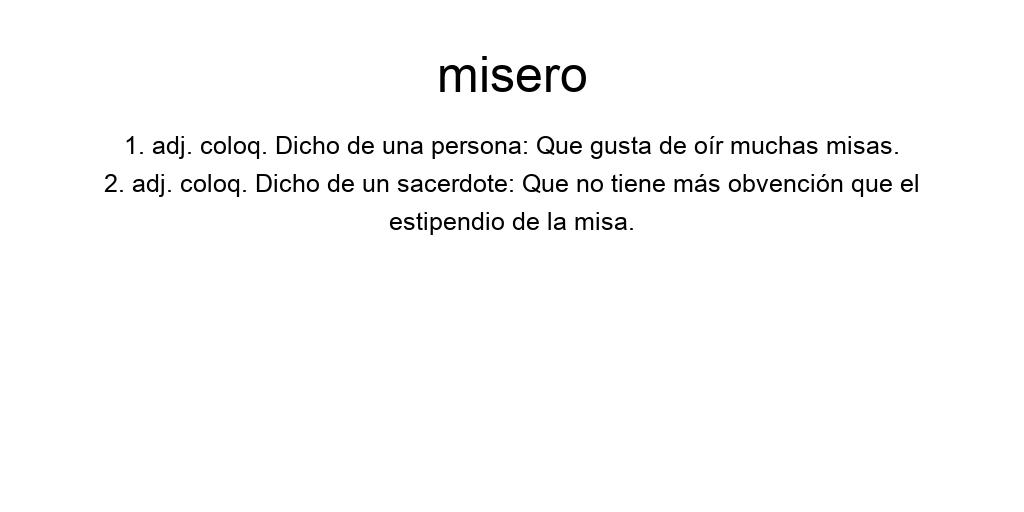 misero
1. adj. coloq. Dicho de una persona: Que gusta de oír muchas misas.
2. adj. coloq. Dicho de un sacerdote: Que no tiene más obvención que el
estipendio de la misa.